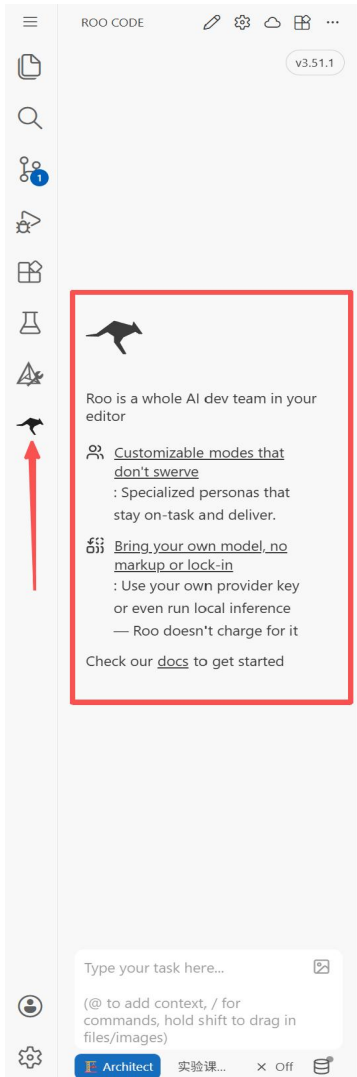 ROO CODE
v3.51.1
1
Roo is a whole AI dev team in your
editor
Customizable modes that
don't swerve
: Specialized personas that
stay on-task and deliver.
Bring your own model, no
markup or lock-in
: Use your own provider key
or even run local inference
— Roo doesn't charge for it
Check our docs to get started
Type your task here...
(@ to add context, / for
commands, hold shift to drag in
files/images)
Architect 实验课... × Off